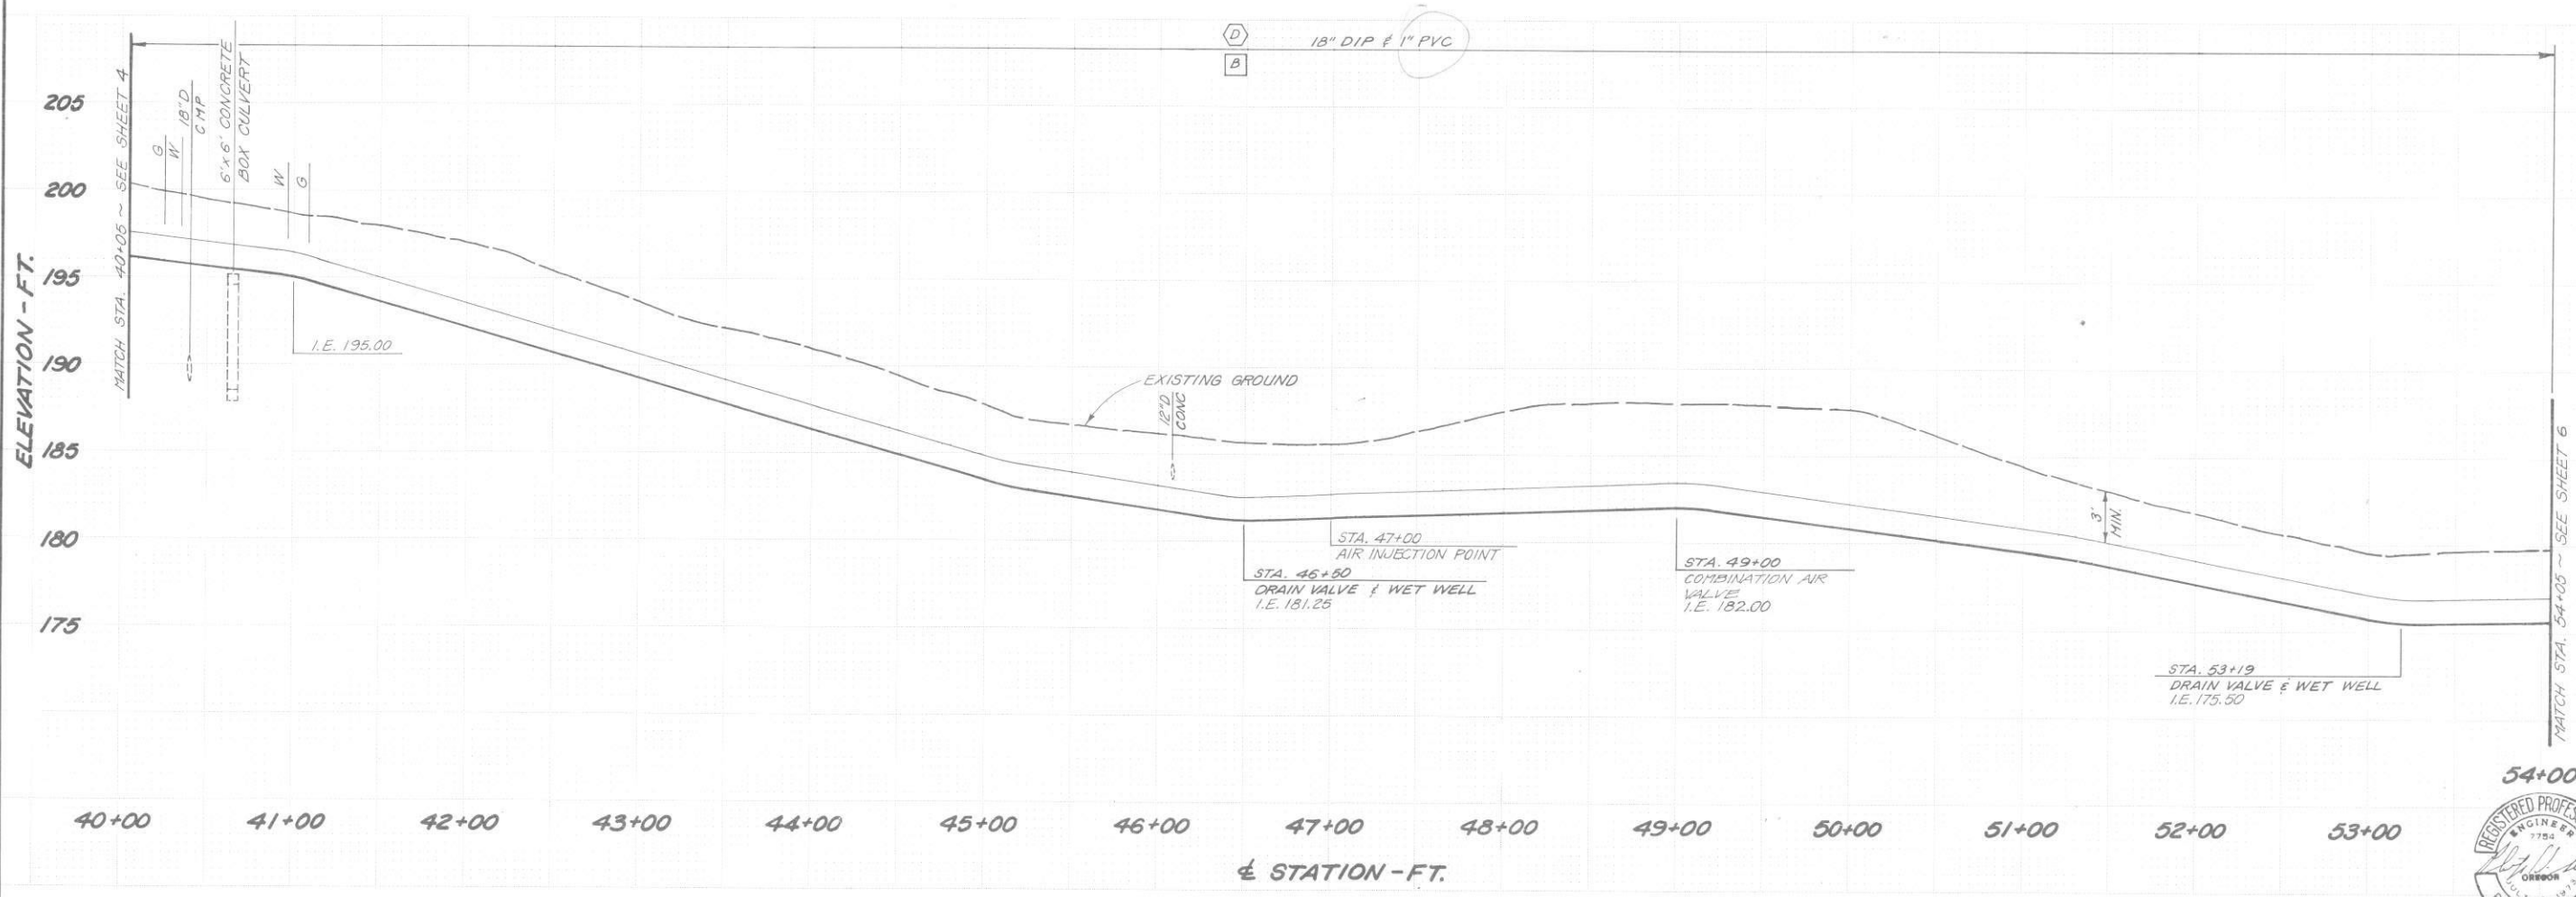 D
18" DIP & 1" PVC
B
MATCH STA. 40+05 ~ SEE SHEET 4
G
W
18"D
CMP
6'x6' CONCRETE
BOX CULVERT
W
G
ELEVATION - FT.
205
200
195
190
185
180
175
I.E. 195.00
EXISTING GROUND
12"D
CONC
STA. 47+00
AIR INJECTION POINT
STA. 46+50
DRAIN VALVE & WET WELL
I.E. 181.25
STA. 49+00
COMBINATION AIR
VALVE
I.E. 182.00
3'
MIN.
STA. 53+19
DRAIN VALVE & WET WELL
I.E. 175.50
MATCH STA. 54+05 ~ SEE SHEET 6
40+00 41+00 42+00 43+00 44+00 45+00 46+00 47+00 48+00 49+00 50+00 51+00 52+00 53+00 54+00
℄ STATION - FT.
REGISTERED PROFES
ENGINEER
7754
OREGON